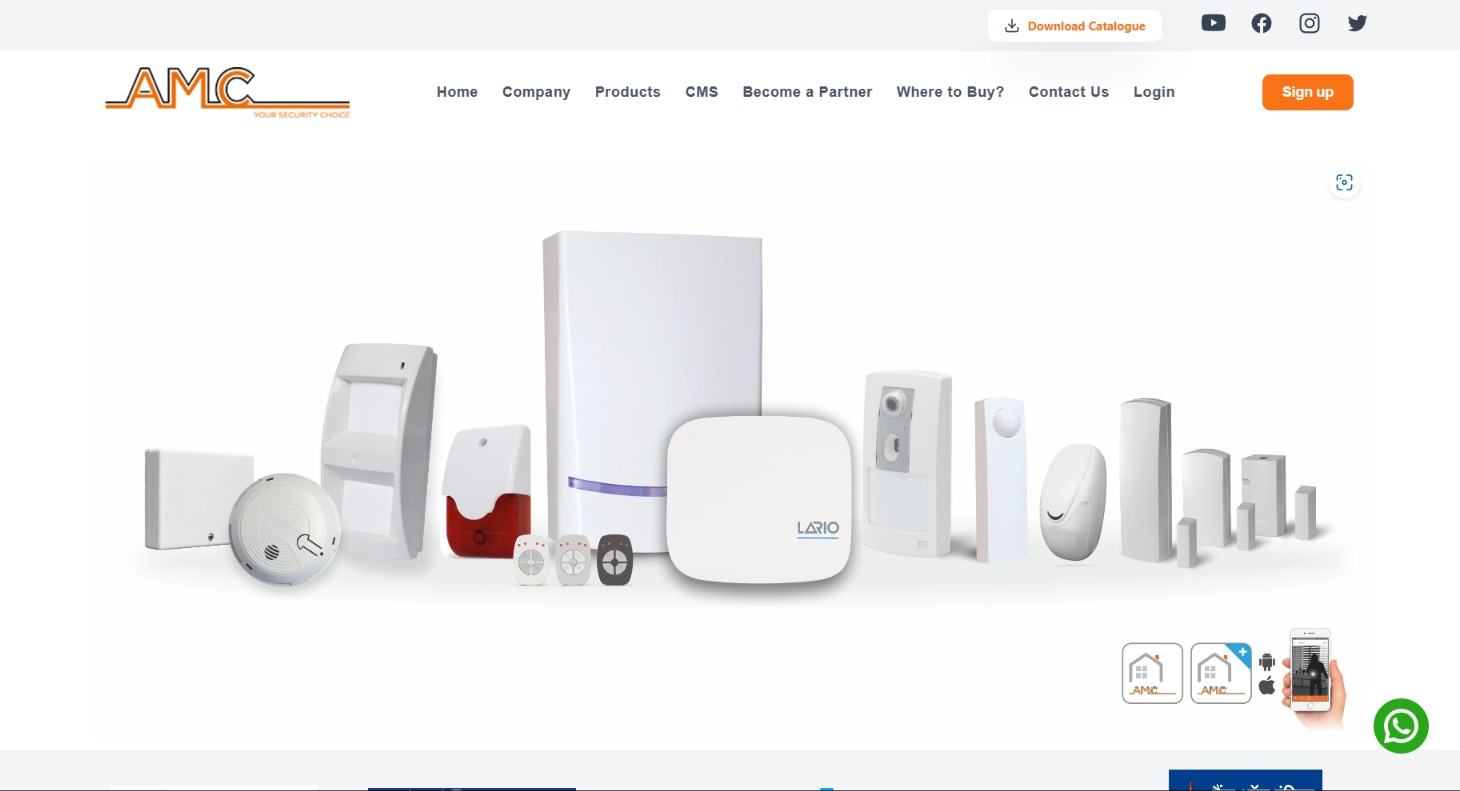 Download Catalogue
AMC
YOUR SECURITY CHOICE
Home Company Products CMS Become a Partner Where to Buy? Contact Us Login
Sign up
LARIO
AMC AMC